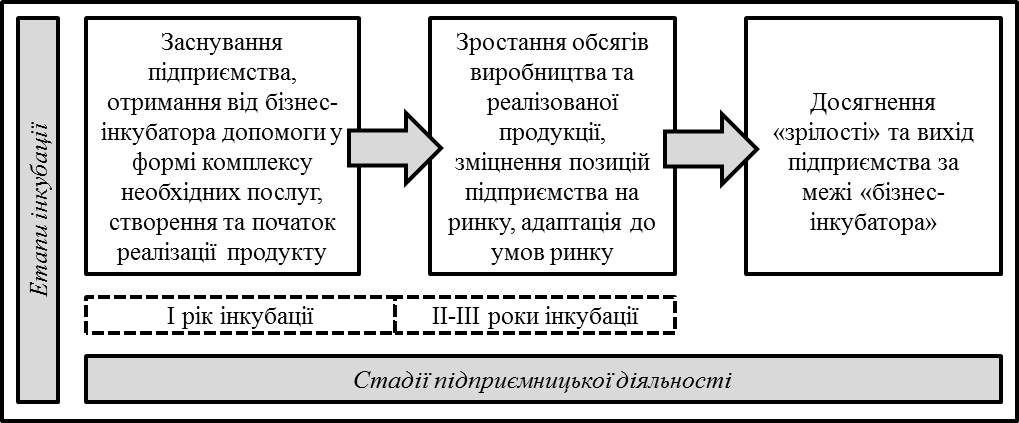 Етапи інкубації
Заснування
підприємства,
отримання від бізнес-
інкубатора допомоги у
формі комплексу
необхідних послуг,
створення та початок
реалізації продукту
Зростання обсягів
виробництва та
реалізованої
продукції,
зміцнення позицій
підприємства на
ринку, адаптація до
умов ринку
Досягнення
«зрілості» та вихід
підприємства за
межі «бізнес-
інкубатора»
І рік інкубації
ІІ-ІІІ роки інкубації
Стадії підприємницької діяльності